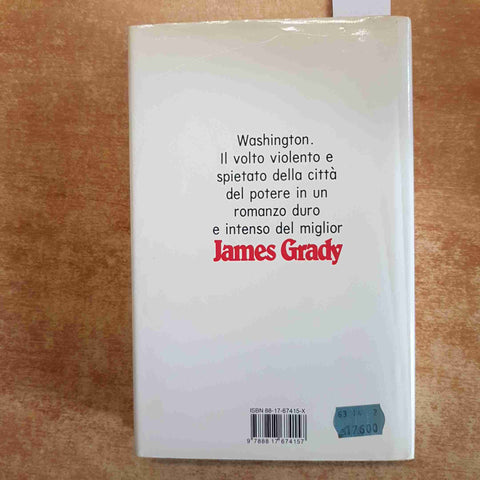 Washington.
Il volto violento e
spietato della città
del potere in un
romanzo duro
e intenso del miglior
James Grady
ISBN 88-17-67415-X
9 788817 674157
17600